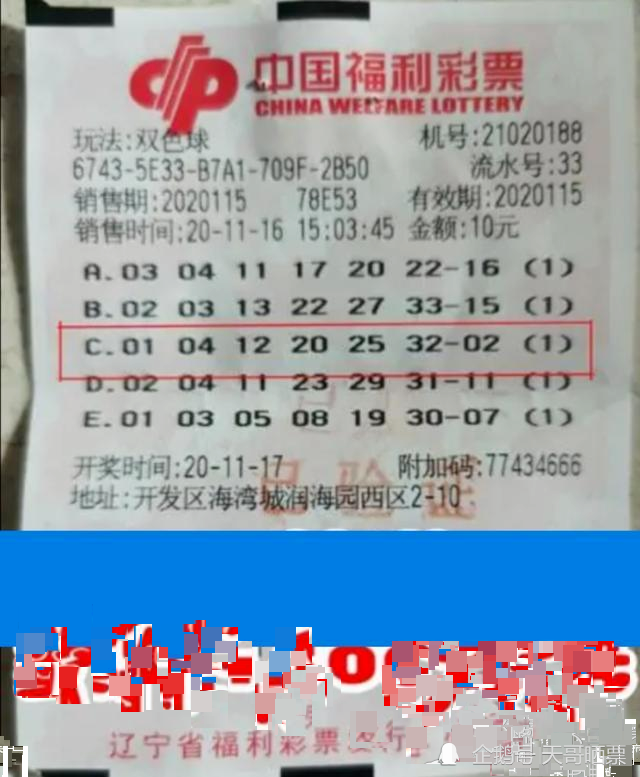 中国福利彩票
CHINA WELFARE LOTTERY
玩法:双色球 机号:21020188
6743-5E33-B7A1-709F-2B50 流水号:33
销售期:2020115 78E53 有效期:2020115
销售时间:20-11-16 15:03:45 金额:10元
A.03 04 11 17 20 22-16 (1)
B.02 03 13 22 27 33-15 (1)
C.01 04 12 20 25 32-02 (1)
D.02 04 11 23 29 31-11 (1)
E.01 03 05 08 19 30-07 (1)
开奖时间:20-11-17 附加码:77434666
地址:开发区海湾城润海园西区2-10
已验证
辽宁省福利彩票发行
企鹅号 天哥晒票